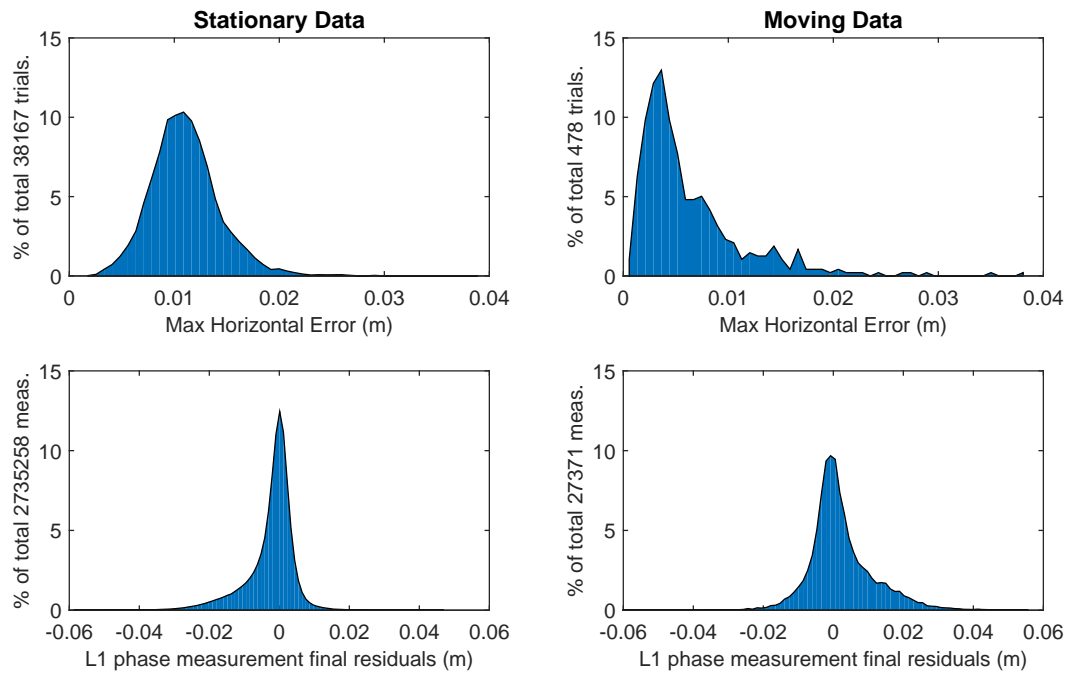 Stationary Data
15
10
5
0
% of total 38167 trials.
0 0.01 0.02 0.03 0.04
Max Horizontal Error (m)
Moving Data
15
10
5
0
% of total 478 trials.
0 0.01 0.02 0.03 0.04
Max Horizontal Error (m)
15
10
5
0
% of total 2735258 meas.
-0.06 -0.04 -0.02 0 0.02 0.04 0.06
L1 phase measurement final residuals (m)
15
10
5
0
% of total 27371 meas.
-0.06 -0.04 -0.02 0 0.02 0.04 0.06
L1 phase measurement final residuals (m)